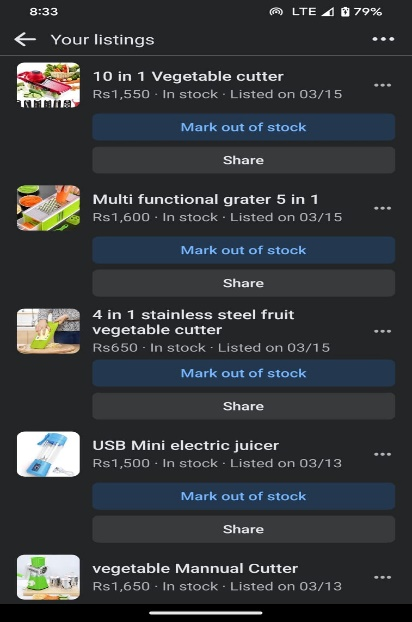 8:33 LTE 79%
Your listings
10 in 1 Vegetable cutter
Rs1,550 · In stock · Listed on 03/15
Mark out of stock
Share
Multi functional grater 5 in 1
Rs1,600 · In stock · Listed on 03/15
Mark out of stock
Share
4 in 1 stainless steel fruit
vegetable cutter
Rs650 · In stock · Listed on 03/15
Mark out of stock
Share
USB Mini electric juicer
Rs1,500 · In stock · Listed on 03/13
Mark out of stock
Share
vegetable Mannual Cutter
Rs1,650 · In stock · Listed on 03/13